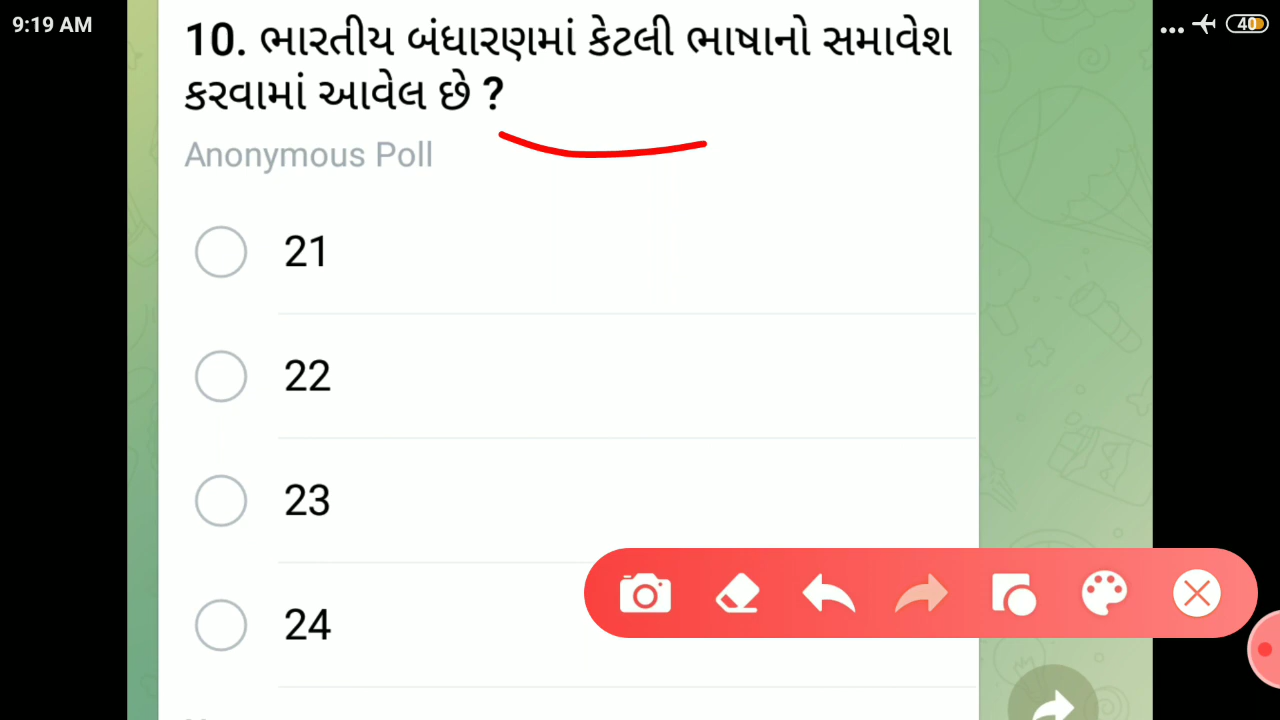 9:19 AM
40
10. ભારતીય બંધારણમાં કેટલી ભાષાનો સમાવેશ
કરવામાં આવેલ છે ?
Anonymous Poll
21
22
23
24